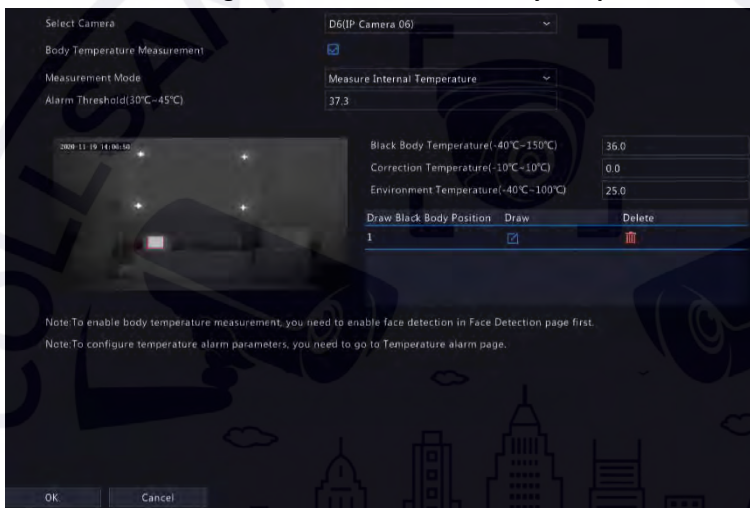 Select Camera D6(IP Camera 06)
Body Temperature Measurement
Measurement Mode Measure Internal Temperature
Alarm Threshold(30℃~45℃) 37.3
2020-11-19 14:06:50
Black Body Temperature(-40℃~150℃) 36.0
Correction Temperature(-10℃~10℃) 0.0
Environment Temperature(-40℃~100℃) 25.0
Draw Black Body Position Draw Delete
1
Note:To enable body temperature measurement, you need to enable face detection in Face Detection page first.
Note:To configure temperature alarm parameters, you need to go to Temperature alarm page.
OK Cancel